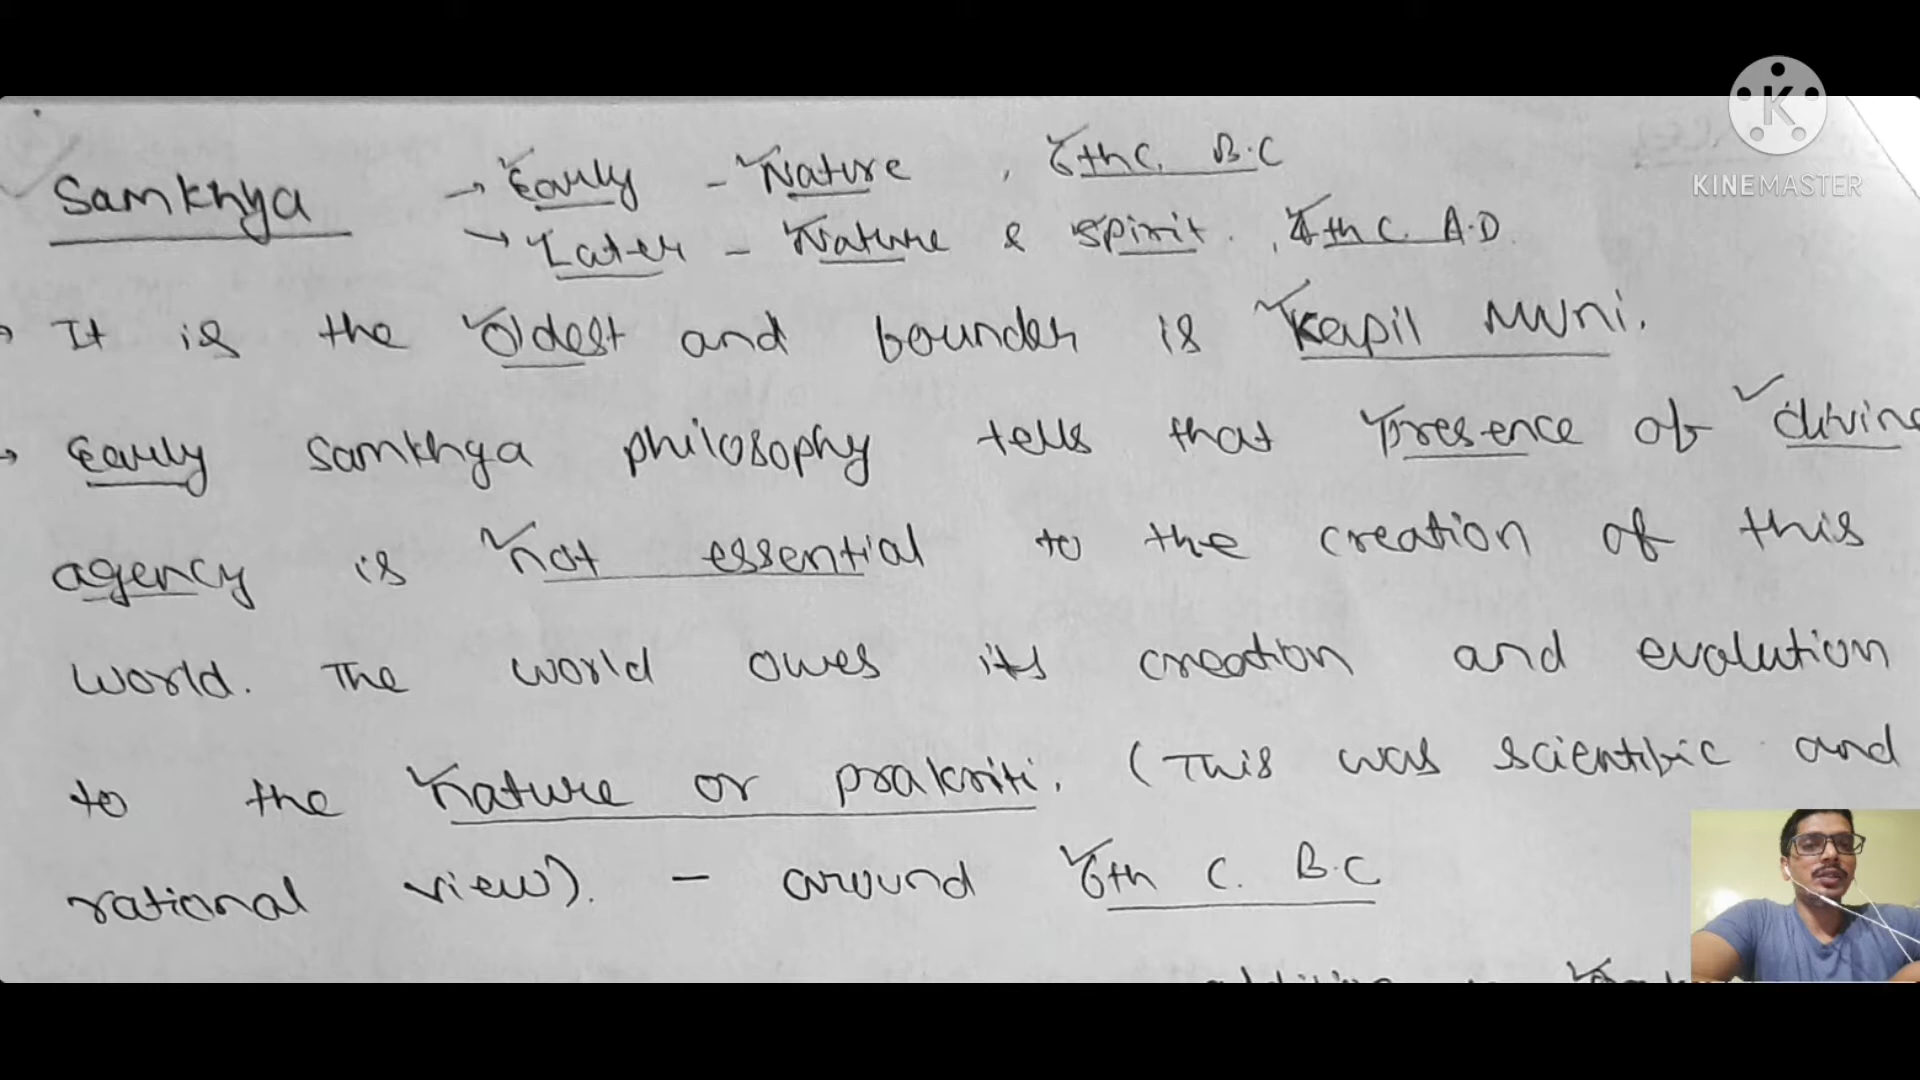 KINEMASTER
Samkhya → Early - Nature, 6th C. B.C
→ Later - Nature & Spirit. 4th C. A.D.
→ It is the Oldest and founder is Kapil Muni.
→ Early Samkhya philosophy tells that presence of divine
agency is not essential to the creation of this
world. The world owes its creation and evolution
to the nature or prakriti. (This was scientific and
rational view). - around 6th C. B.C